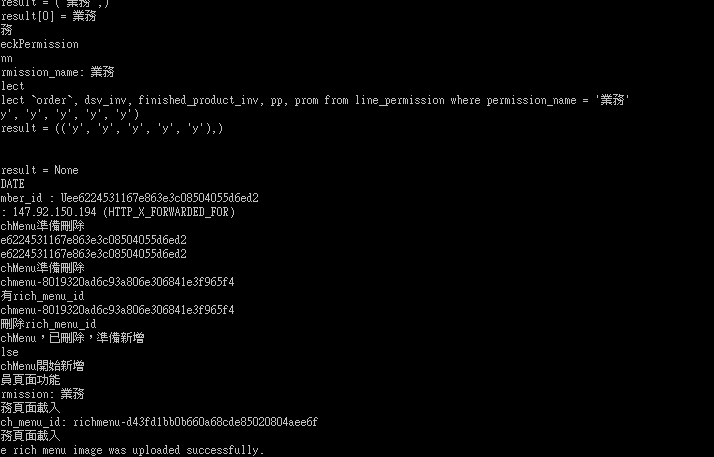 result = ('業務',)
result[0] = 業務
務
eckPermission
nn
rmission_name: 業務
lect
lect `order`, dsv_inv, finished_product_inv, pp, prom from line_permission where permission_name = '業務'
y', 'y', 'y', 'y', 'y')
result = (('y', 'y', 'y', 'y', 'y'),)
result = None
DATE
mber_id : Uee6224531167e863e3c08504055d6ed2
: 147.92.150.194 (HTTP_X_FORWARDED_FOR)
chMenu準備刪除
e6224531167e863e3c08504055d6ed2
e6224531167e863e3c08504055d6ed2
chMenu準備刪除
chmenu-8019320ad6c93a806e306841e3f965f4
有rich_menu_id
chmenu-8019320ad6c93a806e306841e3f965f4
刪除rich_menu_id
chMenu，已刪除，準備新增
lse
chMenu開始新增
員頁面功能
rmission: 業務
務頁面載入
ch_menu_id: richmenu-d43fd1bb0b660a68cde85020804aee6f
務頁面載入
e rich menu image was uploaded successfully.